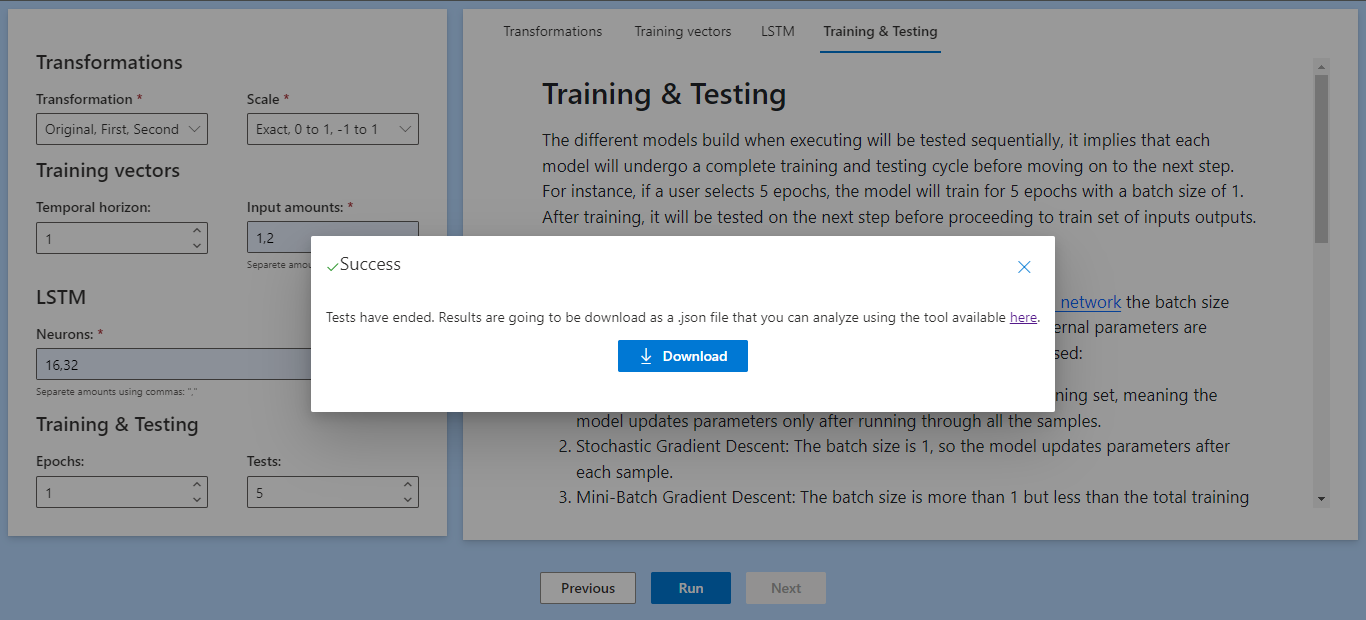 Transformations
Transformation *
Scale *
Original, First, Second
Exact, 0 to 1, -1 to 1
Training vectors
Temporal horizon:
Input amounts: *
1
1,2
Separete amou
LSTM
Neurons: *
16,32
Separete amounts using commas: ","
Training & Testing
Epochs:
Tests:
1
5
Transformations
Training vectors
LSTM
Training & Testing
Training & Testing
The different models build when executing will be tested sequentially, it implies that each
model will undergo a complete training and testing cycle before moving on to the next step.
For instance, if a user selects 5 epochs, the model will train for 5 epochs with a batch size of 1.
After training, it will be tested on the next step before proceeding to train set of inputs outputs.
network the batch size
ernal parameters are
sed:
ning set, meaning the
model updates parameters only after running through all the samples.
2. Stochastic Gradient Descent: The batch size is 1, so the model updates parameters after
each sample.
3. Mini-Batch Gradient Descent: The batch size is more than 1 but less than the total training
Success
Tests have ended. Results are going to be download as a .json file that you can analyze using the tool available here.
Download
Previous
Run
Next